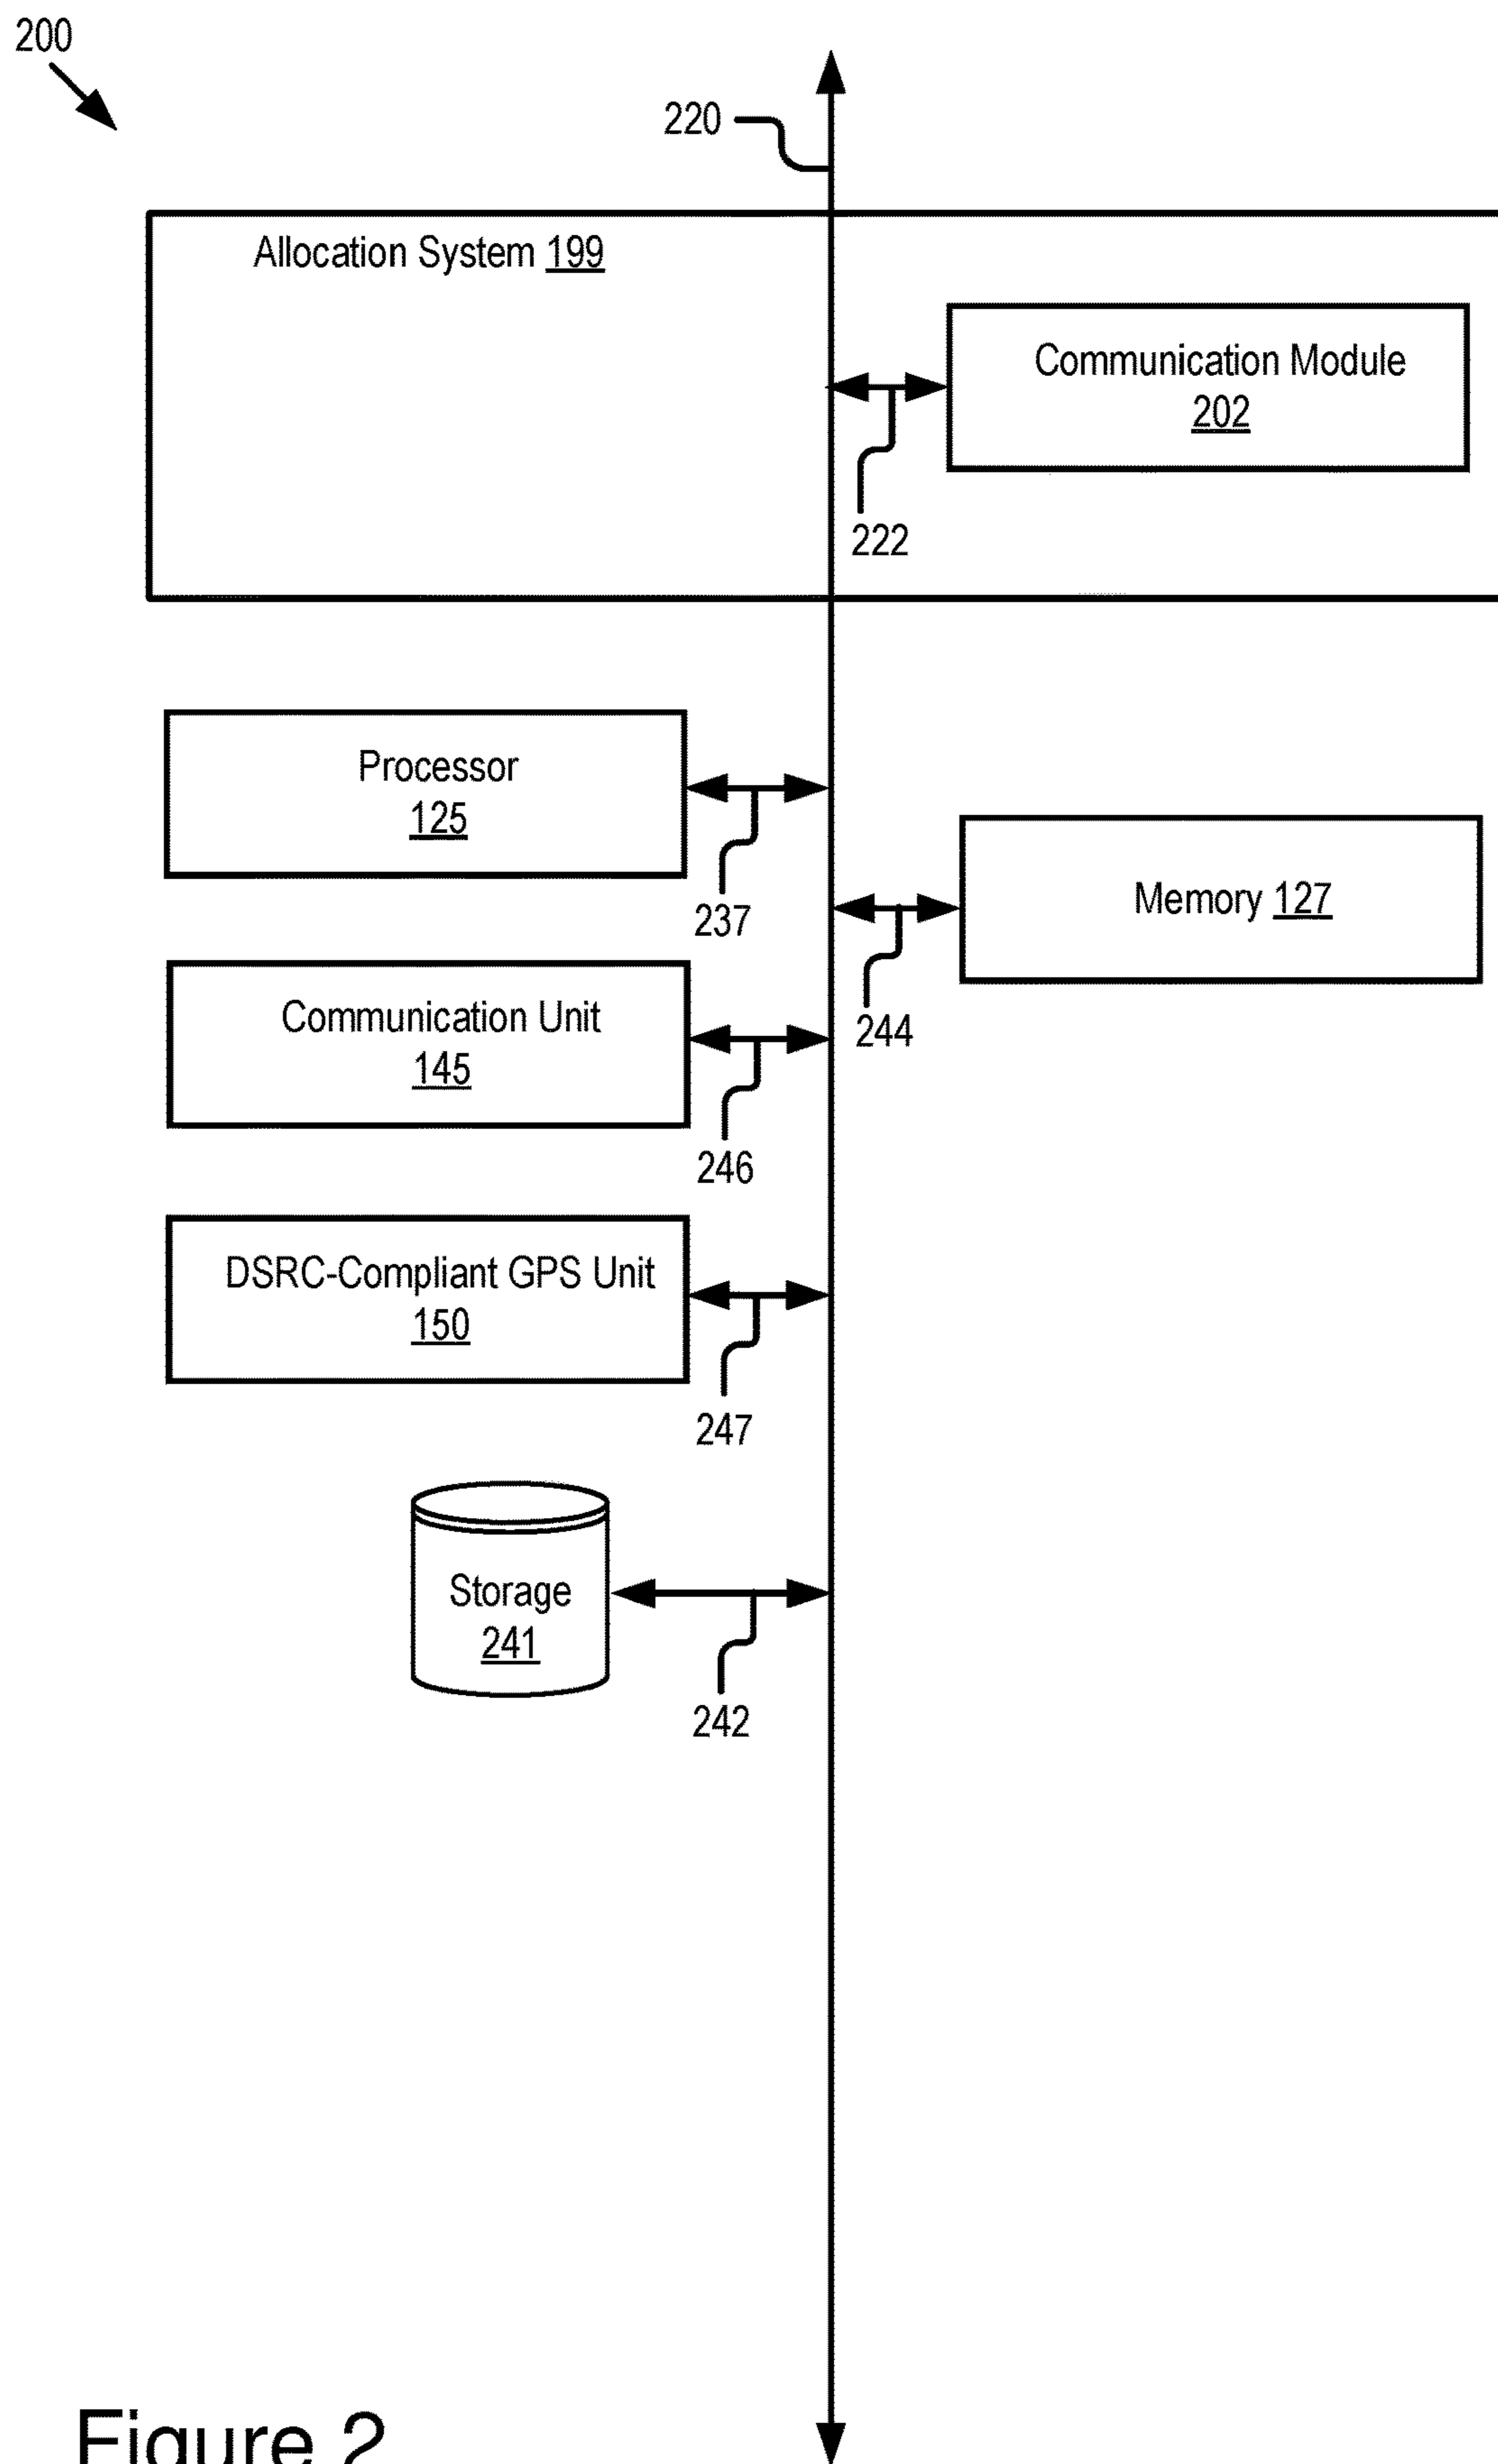 200
220
Allocation System 199
Communication Module
202
222
Processor
125
237
Memory 127
244
Communication Unit
145
246
DSRC-Compliant GPS Unit
150
247
Storage
241
242
Figure 2